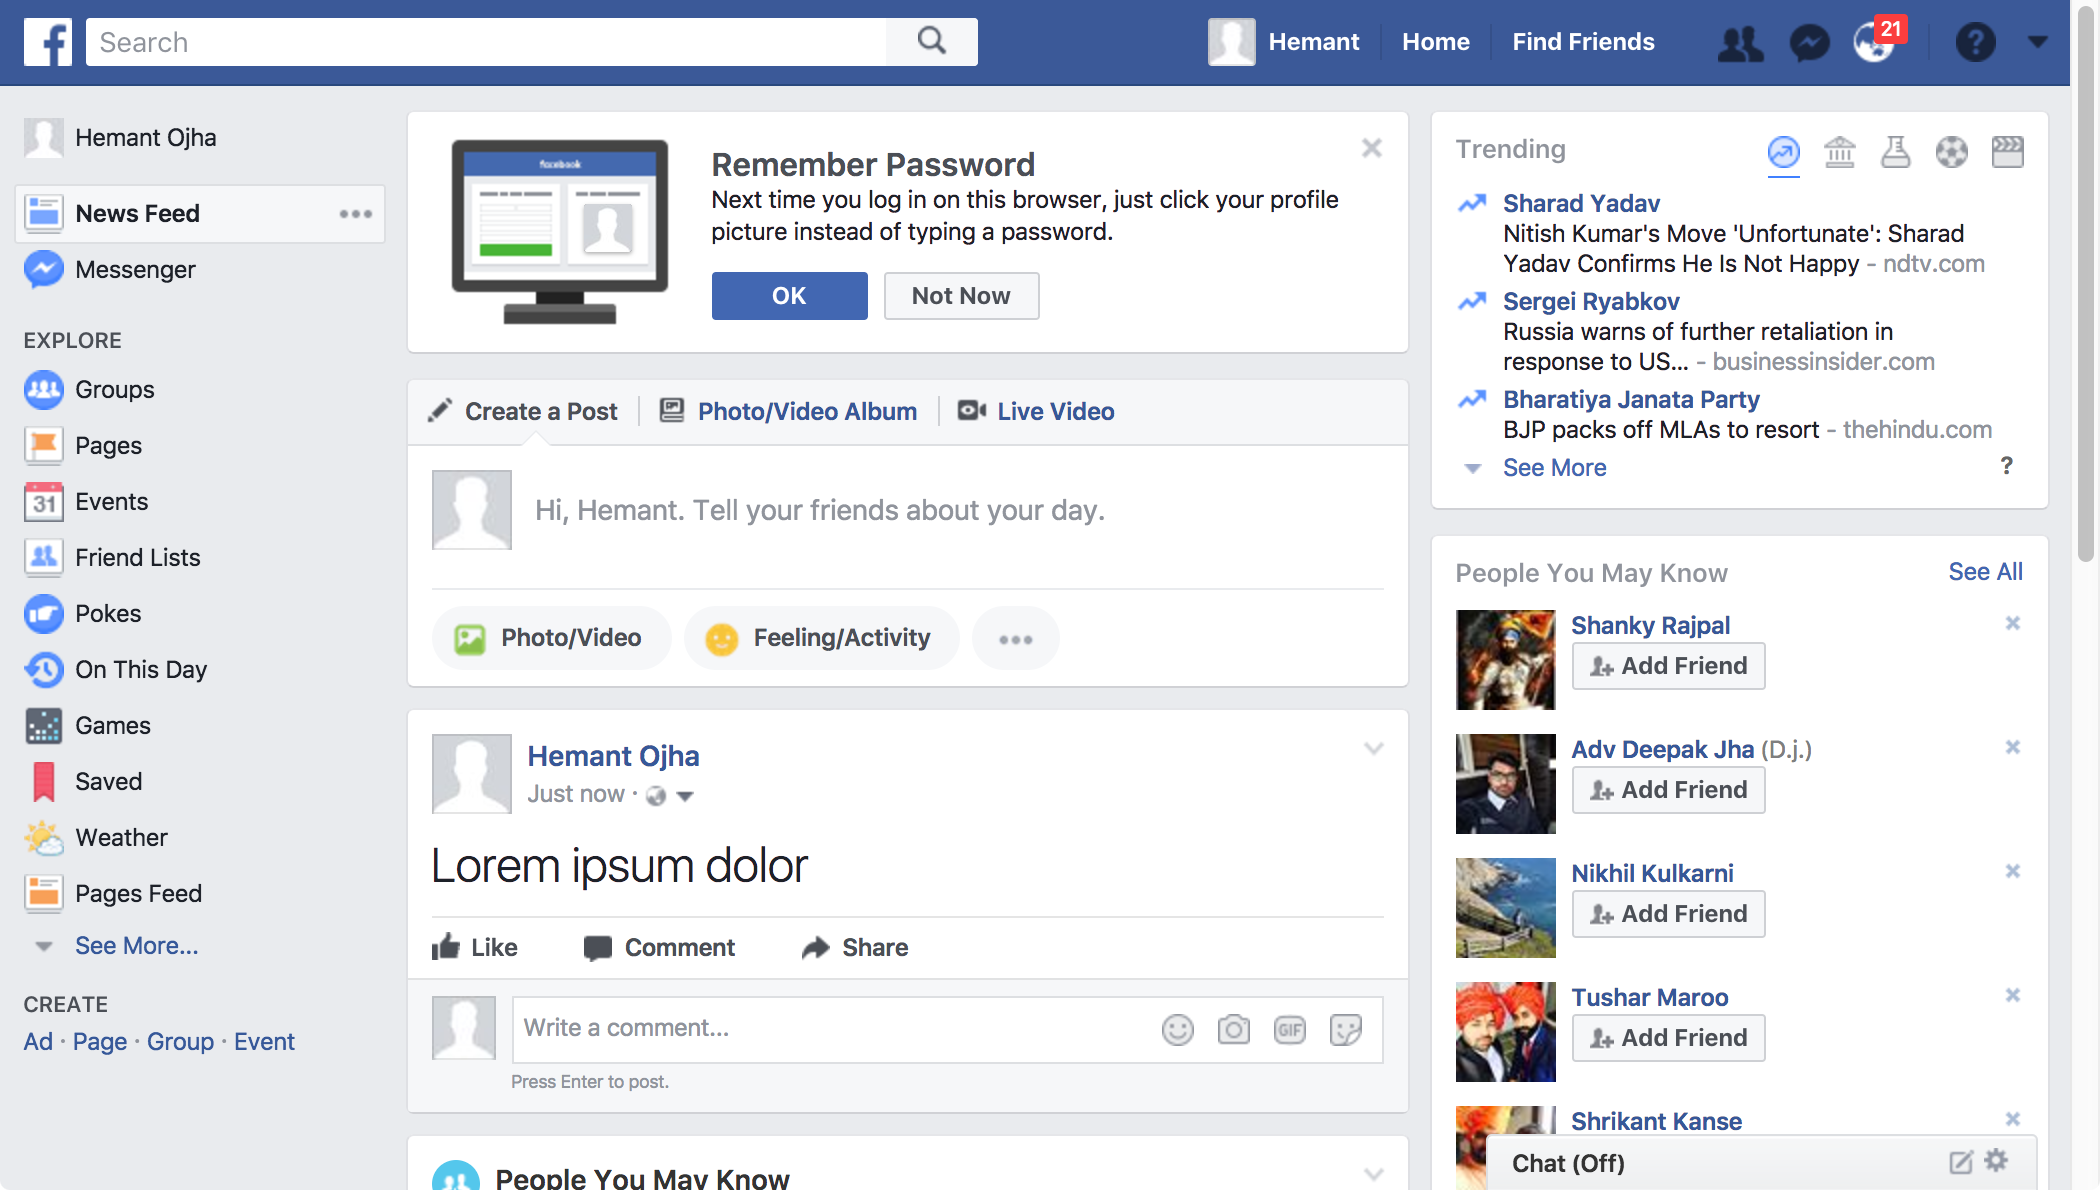 Search
Hemant
Home
Find Friends
21
?
Hemant Ojha
News Feed
Messenger
EXPLORE
Groups
Pages
31
Events
Friend Lists
Pokes
On This Day
Games
Saved
Weather
Pages Feed
See More...
CREATE
Ad · Page · Group · Event
facebook
Remember Password
Next time you log in on this browser, just click your profile
picture instead of typing a password.
OK
Not Now
Create a Post
Photo/Video Album
Live Video
Hi, Hemant. Tell your friends about your day.
Photo/Video
Feeling/Activity
Hemant Ojha
Just now ·
Lorem ipsum dolor
Like
Comment
Share
Write a comment...
GIF
Press Enter to post.
People You May Know
Trending
Sharad Yadav
Nitish Kumar's Move 'Unfortunate': Sharad
Yadav Confirms He Is Not Happy - ndtv.com
Sergei Ryabkov
Russia warns of further retaliation in
response to US... - businessinsider.com
Bharatiya Janata Party
BJP packs off MLAs to resort - thehindu.com
See More
?
People You May Know
See All
Shanky Rajpal
Add Friend
Adv Deepak Jha (D.j.)
Add Friend
Nikhil Kulkarni
Add Friend
Tushar Maroo
Add Friend
Shrikant Kanse
Chat (Off)